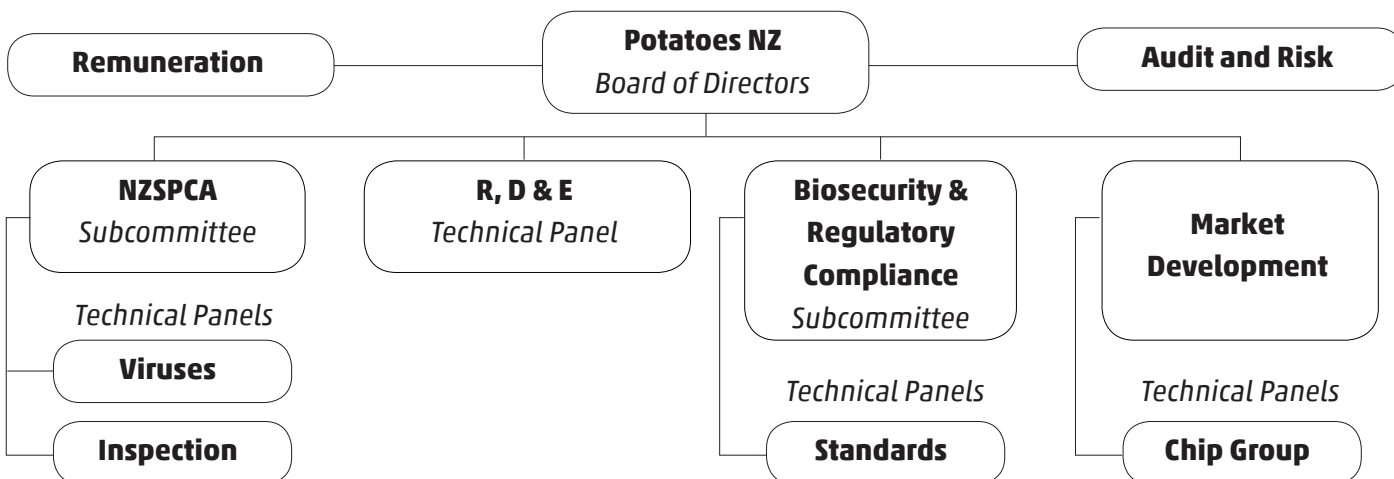 Remuneration
Potatoes NZ
Board of Directors
Audit and Risk
NZSPCA
Subcommittee
R, D & E
Technical Panel
Biosecurity &
Regulatory
Compliance
Subcommittee
Market
Development
Technical Panels
Viruses
Inspection
Technical Panels
Standards
Technical Panels
Chip Group